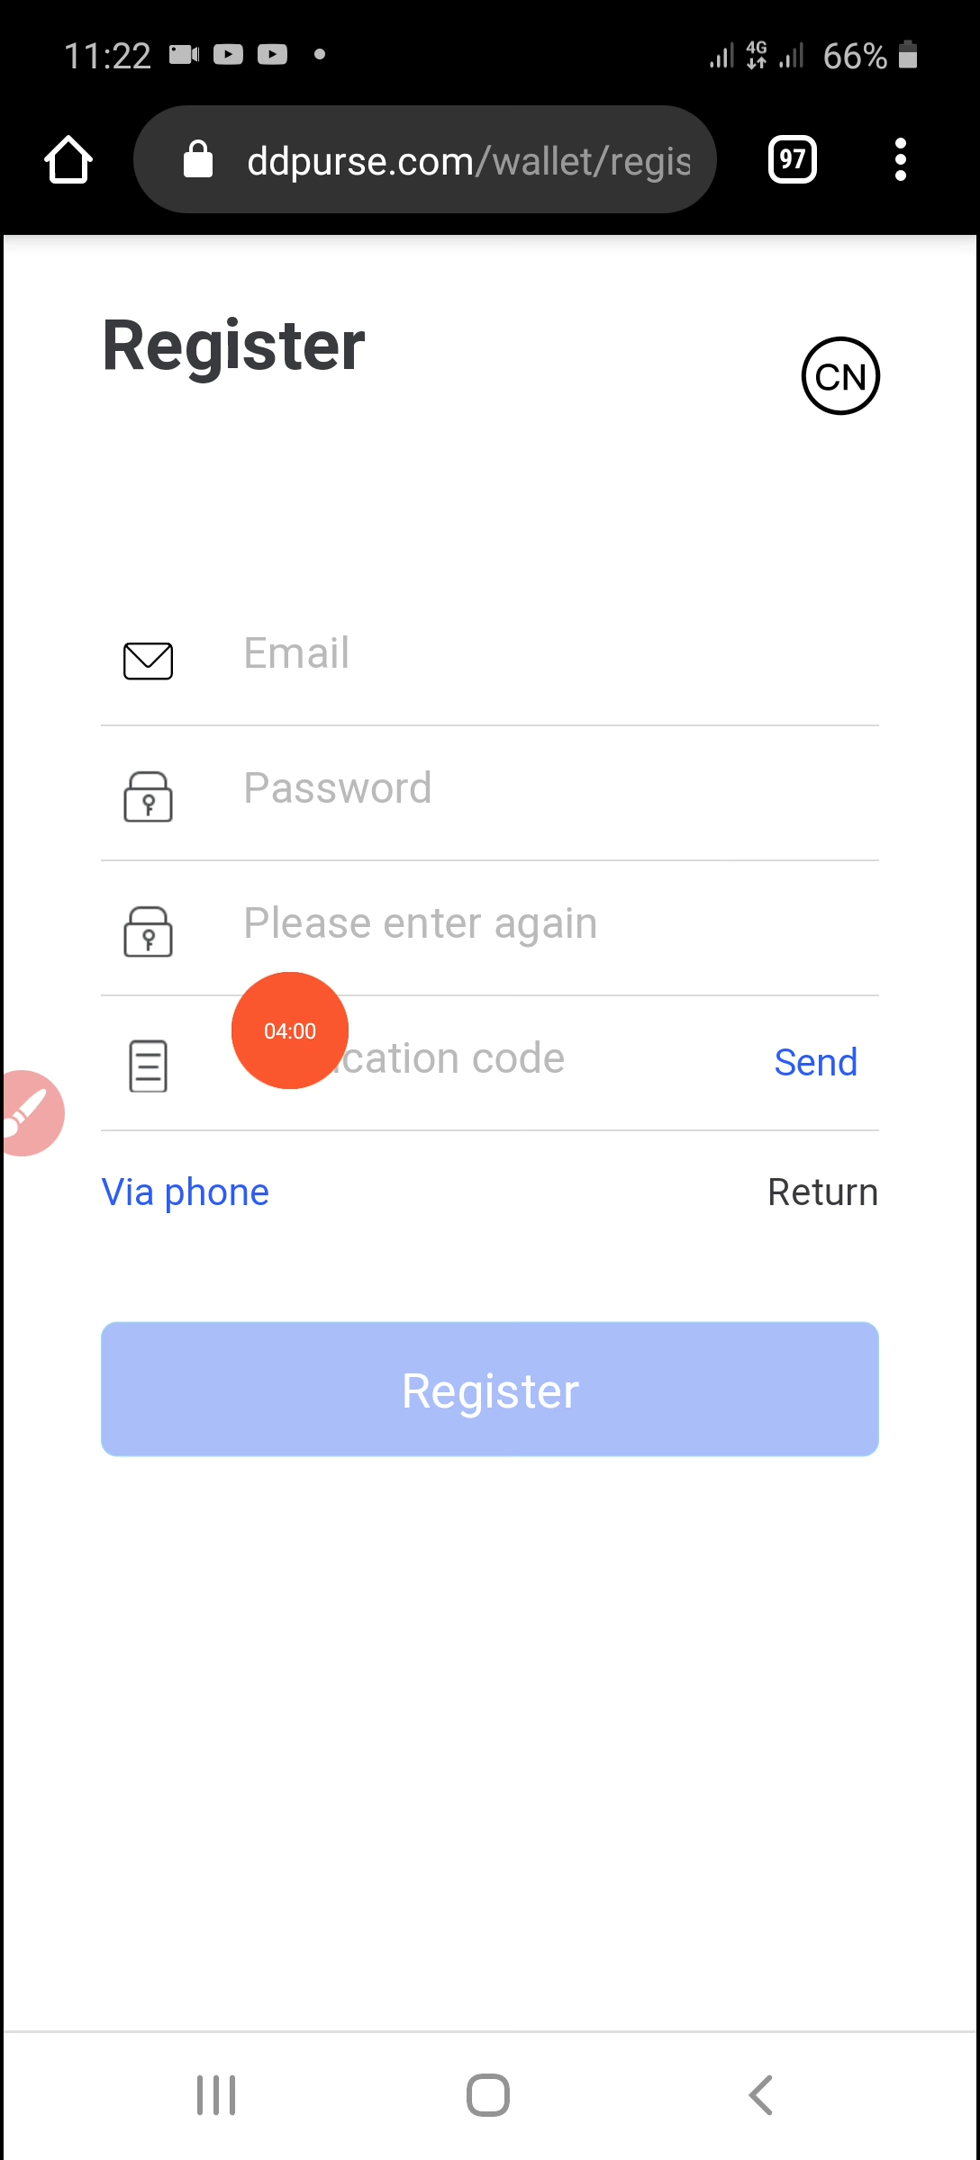 11:22 4G 66%
ddpurse.com/wallet/regis
97
Register
CN
Email
Password
Please enter again
04:00
cation code
Send
Via phone
Return
Register